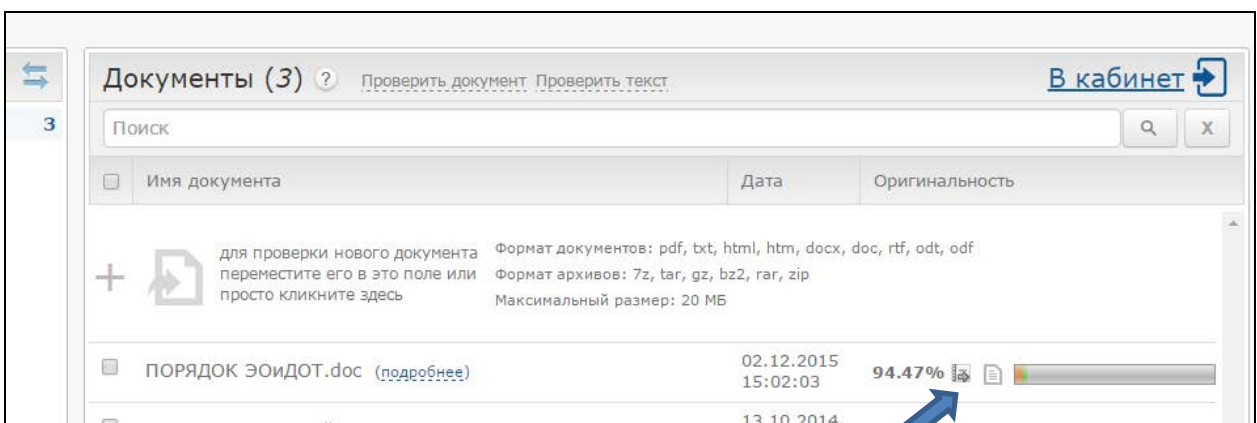 Документы (3) ? Проверить документ Проверить текст В кабинет
3
Поиск X
Имя документа Дата Оригинальность
для проверки нового документа
переместите его в это поле или
просто кликните здесь
Формат документов: pdf, txt, html, htm, docx, doc, rtf, odt, odf
Формат архивов: 7z, tar, gz, bz2, rar, zip
Максимальный размер: 20 МБ
ПОРЯДОК ЭОиДОТ.doc (подробнее) 02.12.2015
15:02:03 94.47%
13.10.2014